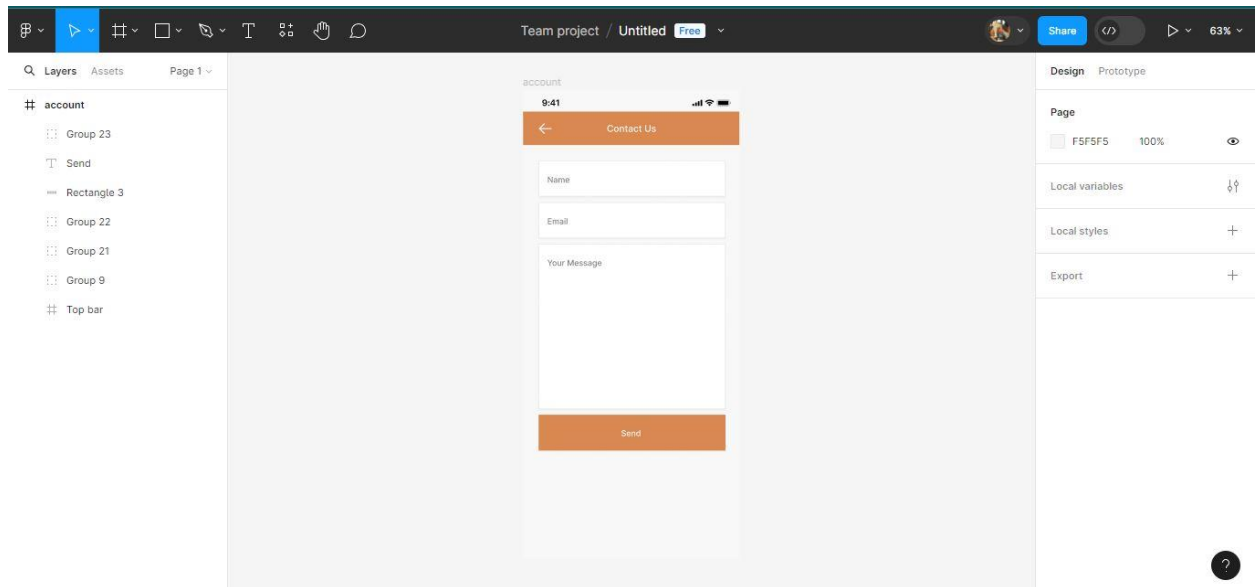 Team project / Untitled Free
Share
63%
Layers Assets Page 1
account
Group 23
Send
Rectangle 3
Group 22
Group 21
Group 9
Top bar
account
9:41
Contact Us
Name
Email
Your Message
Send
Design Prototype
Page
F5F5F5 100%
Local variables
Local styles
Export
?